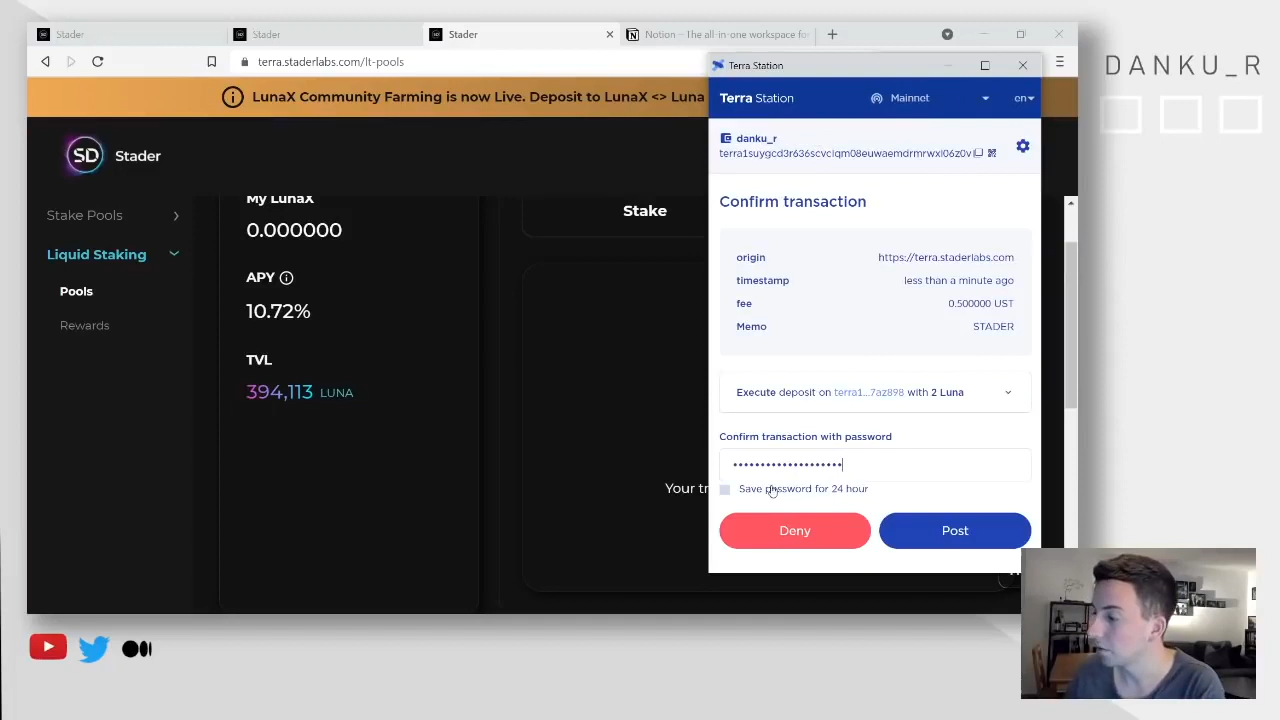 Stader
Stader
Stader
Notion – The all-in-one workspace for
terra.staderlabs.com/lt-pools
LunaX Community Farming is now Live. Deposit to LunaX <> Luna
SD Stader
Stake Pools
Liquid Staking
Pools
Rewards
My LunaX
0.000000
APY
10.72%
TVL
394,113 LUNA
Stake
Your tr
Terra Station
Terra Station
Mainnet
en
danku_r
Confirm transaction
origin https://terra.staderlabs.com
timestamp less than a minute ago
fee 0.500000 UST
Memo STADER
Execute deposit on terra1...7az898 with 2 Luna
Confirm transaction with password
Save password for 24 hour
Deny
Post
DANKU_R